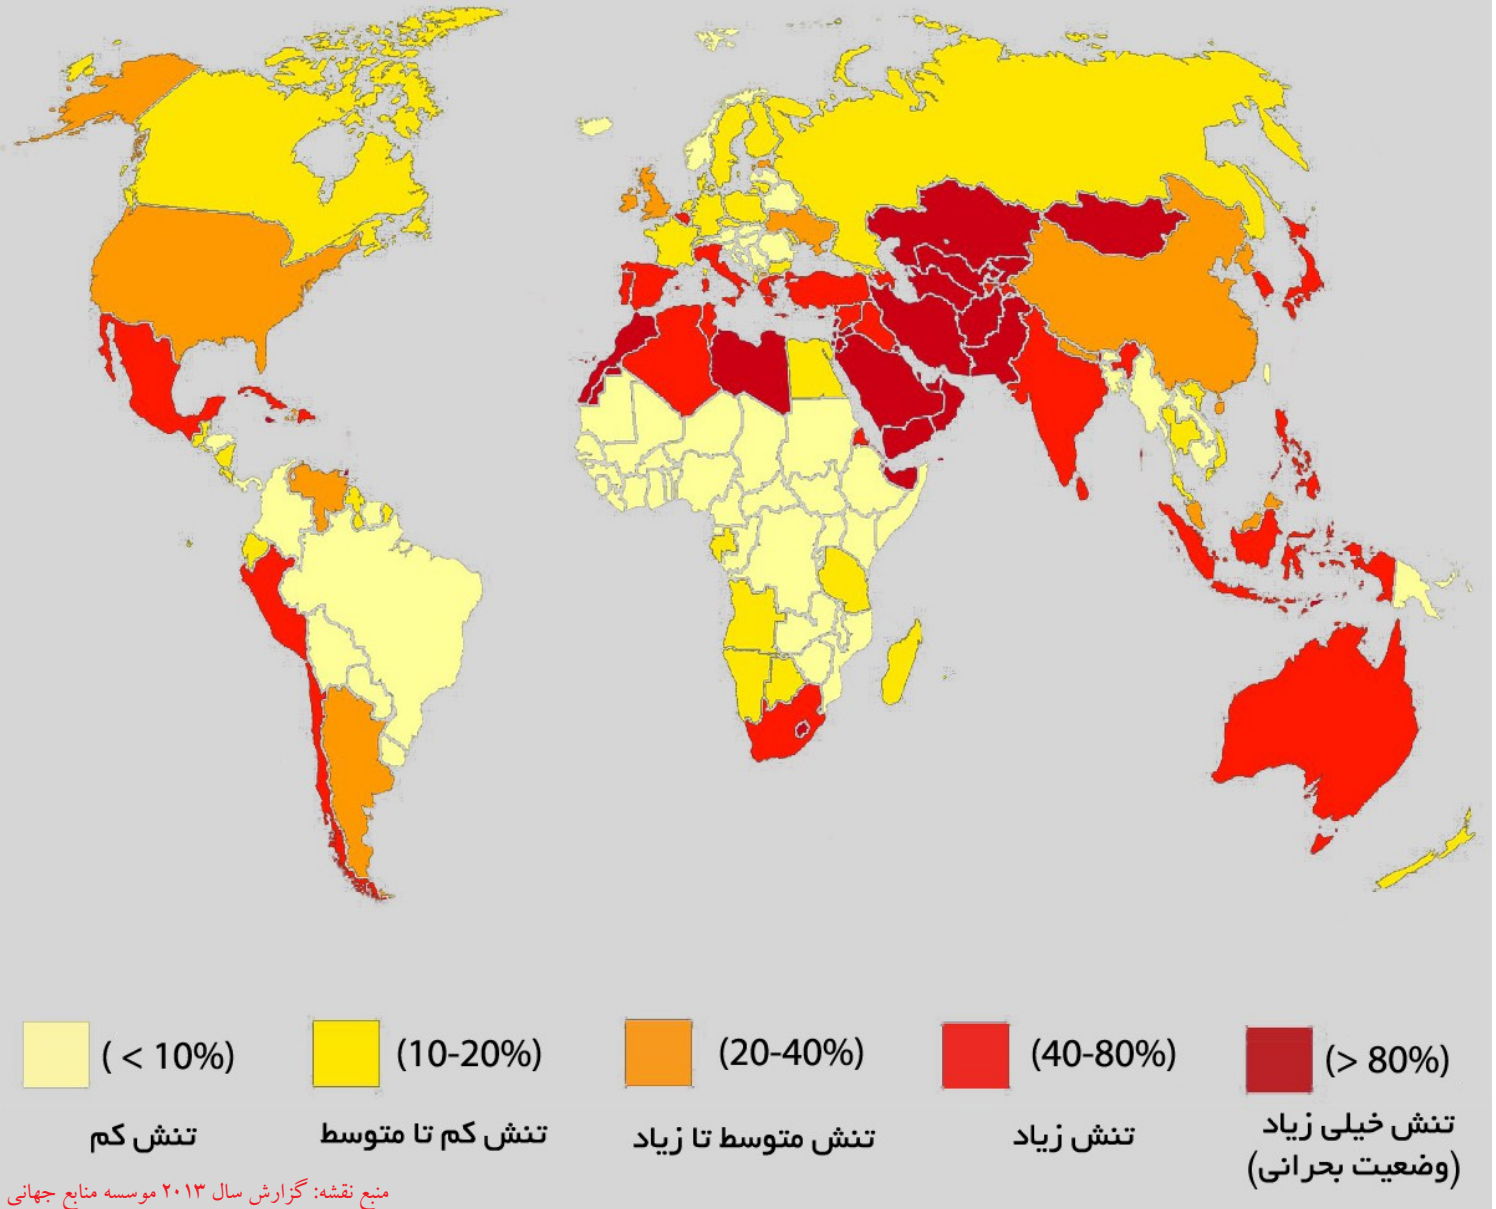 ( < 10%)
(10-20%)
(20-40%)
(40-80%)
(> 80%)
تنش کم
تنش کم تا متوسط
تنش متوسط تا زیاد
تنش زیاد
تنش خیلی زیاد
(وضعیت بحرانی)
منبع نقشه: گزارش سال ۲۰۱۳ موسسه منابع جهانی